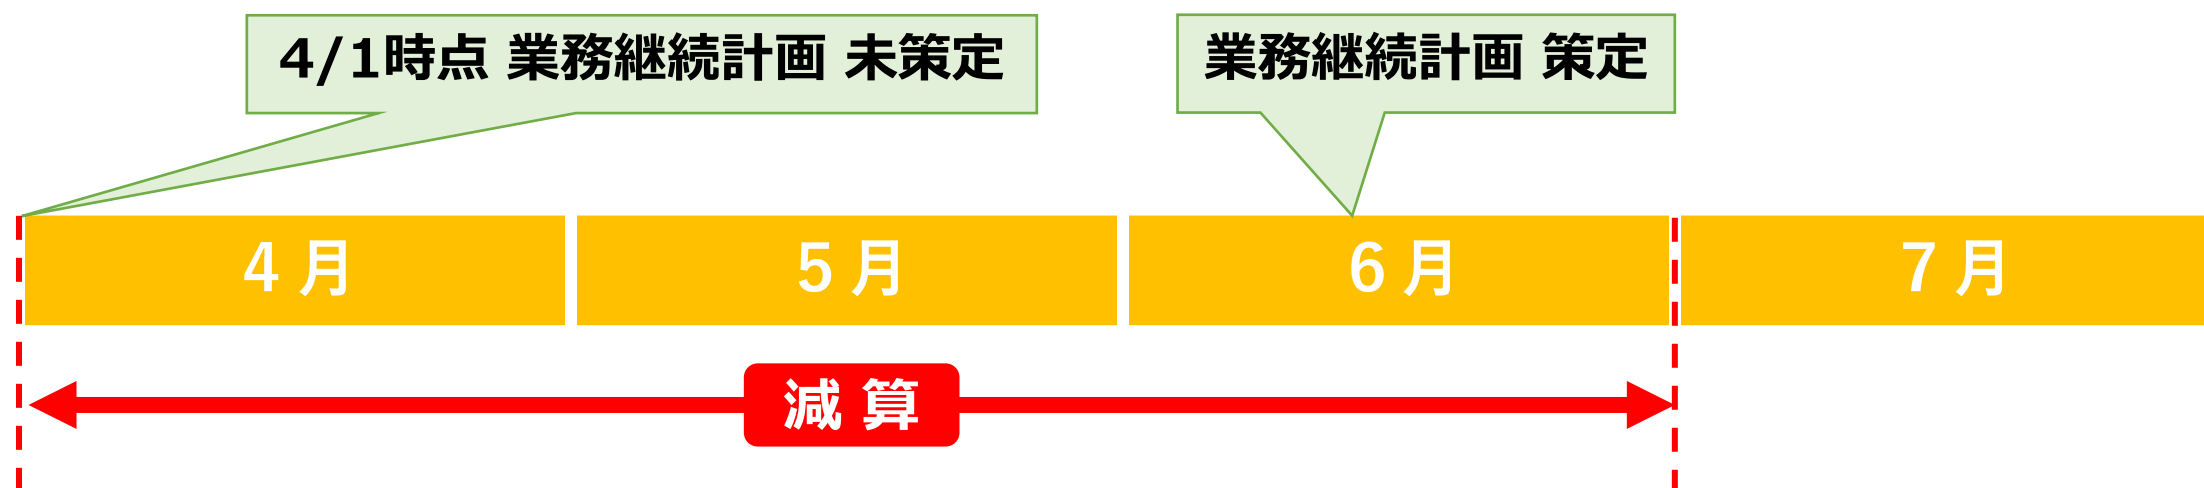 4/1時点 業務継続計画 未策定
業務継続計画 策定
4月
5月
6月
7月
減算